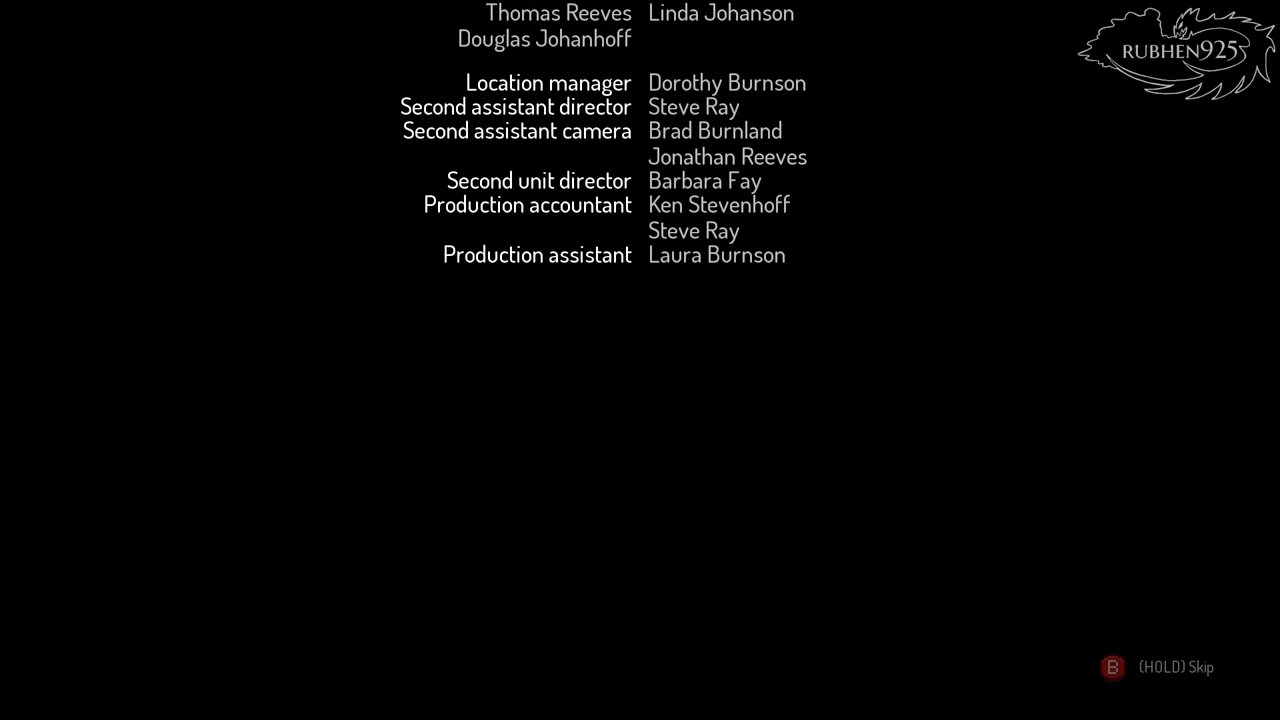 Thomas Reeves Linda Johanson
Douglas Johanhoff
RUBHEN925
Location manager Dorothy Burnson
Second assistant director Steve Ray
Second assistant camera Brad Burnland
Jonathan Reeves
Second unit director Barbara Fay
Production accountant Ken Stevenhoff
Steve Ray
Production assistant Laura Burnson
B (HOLD) Skip